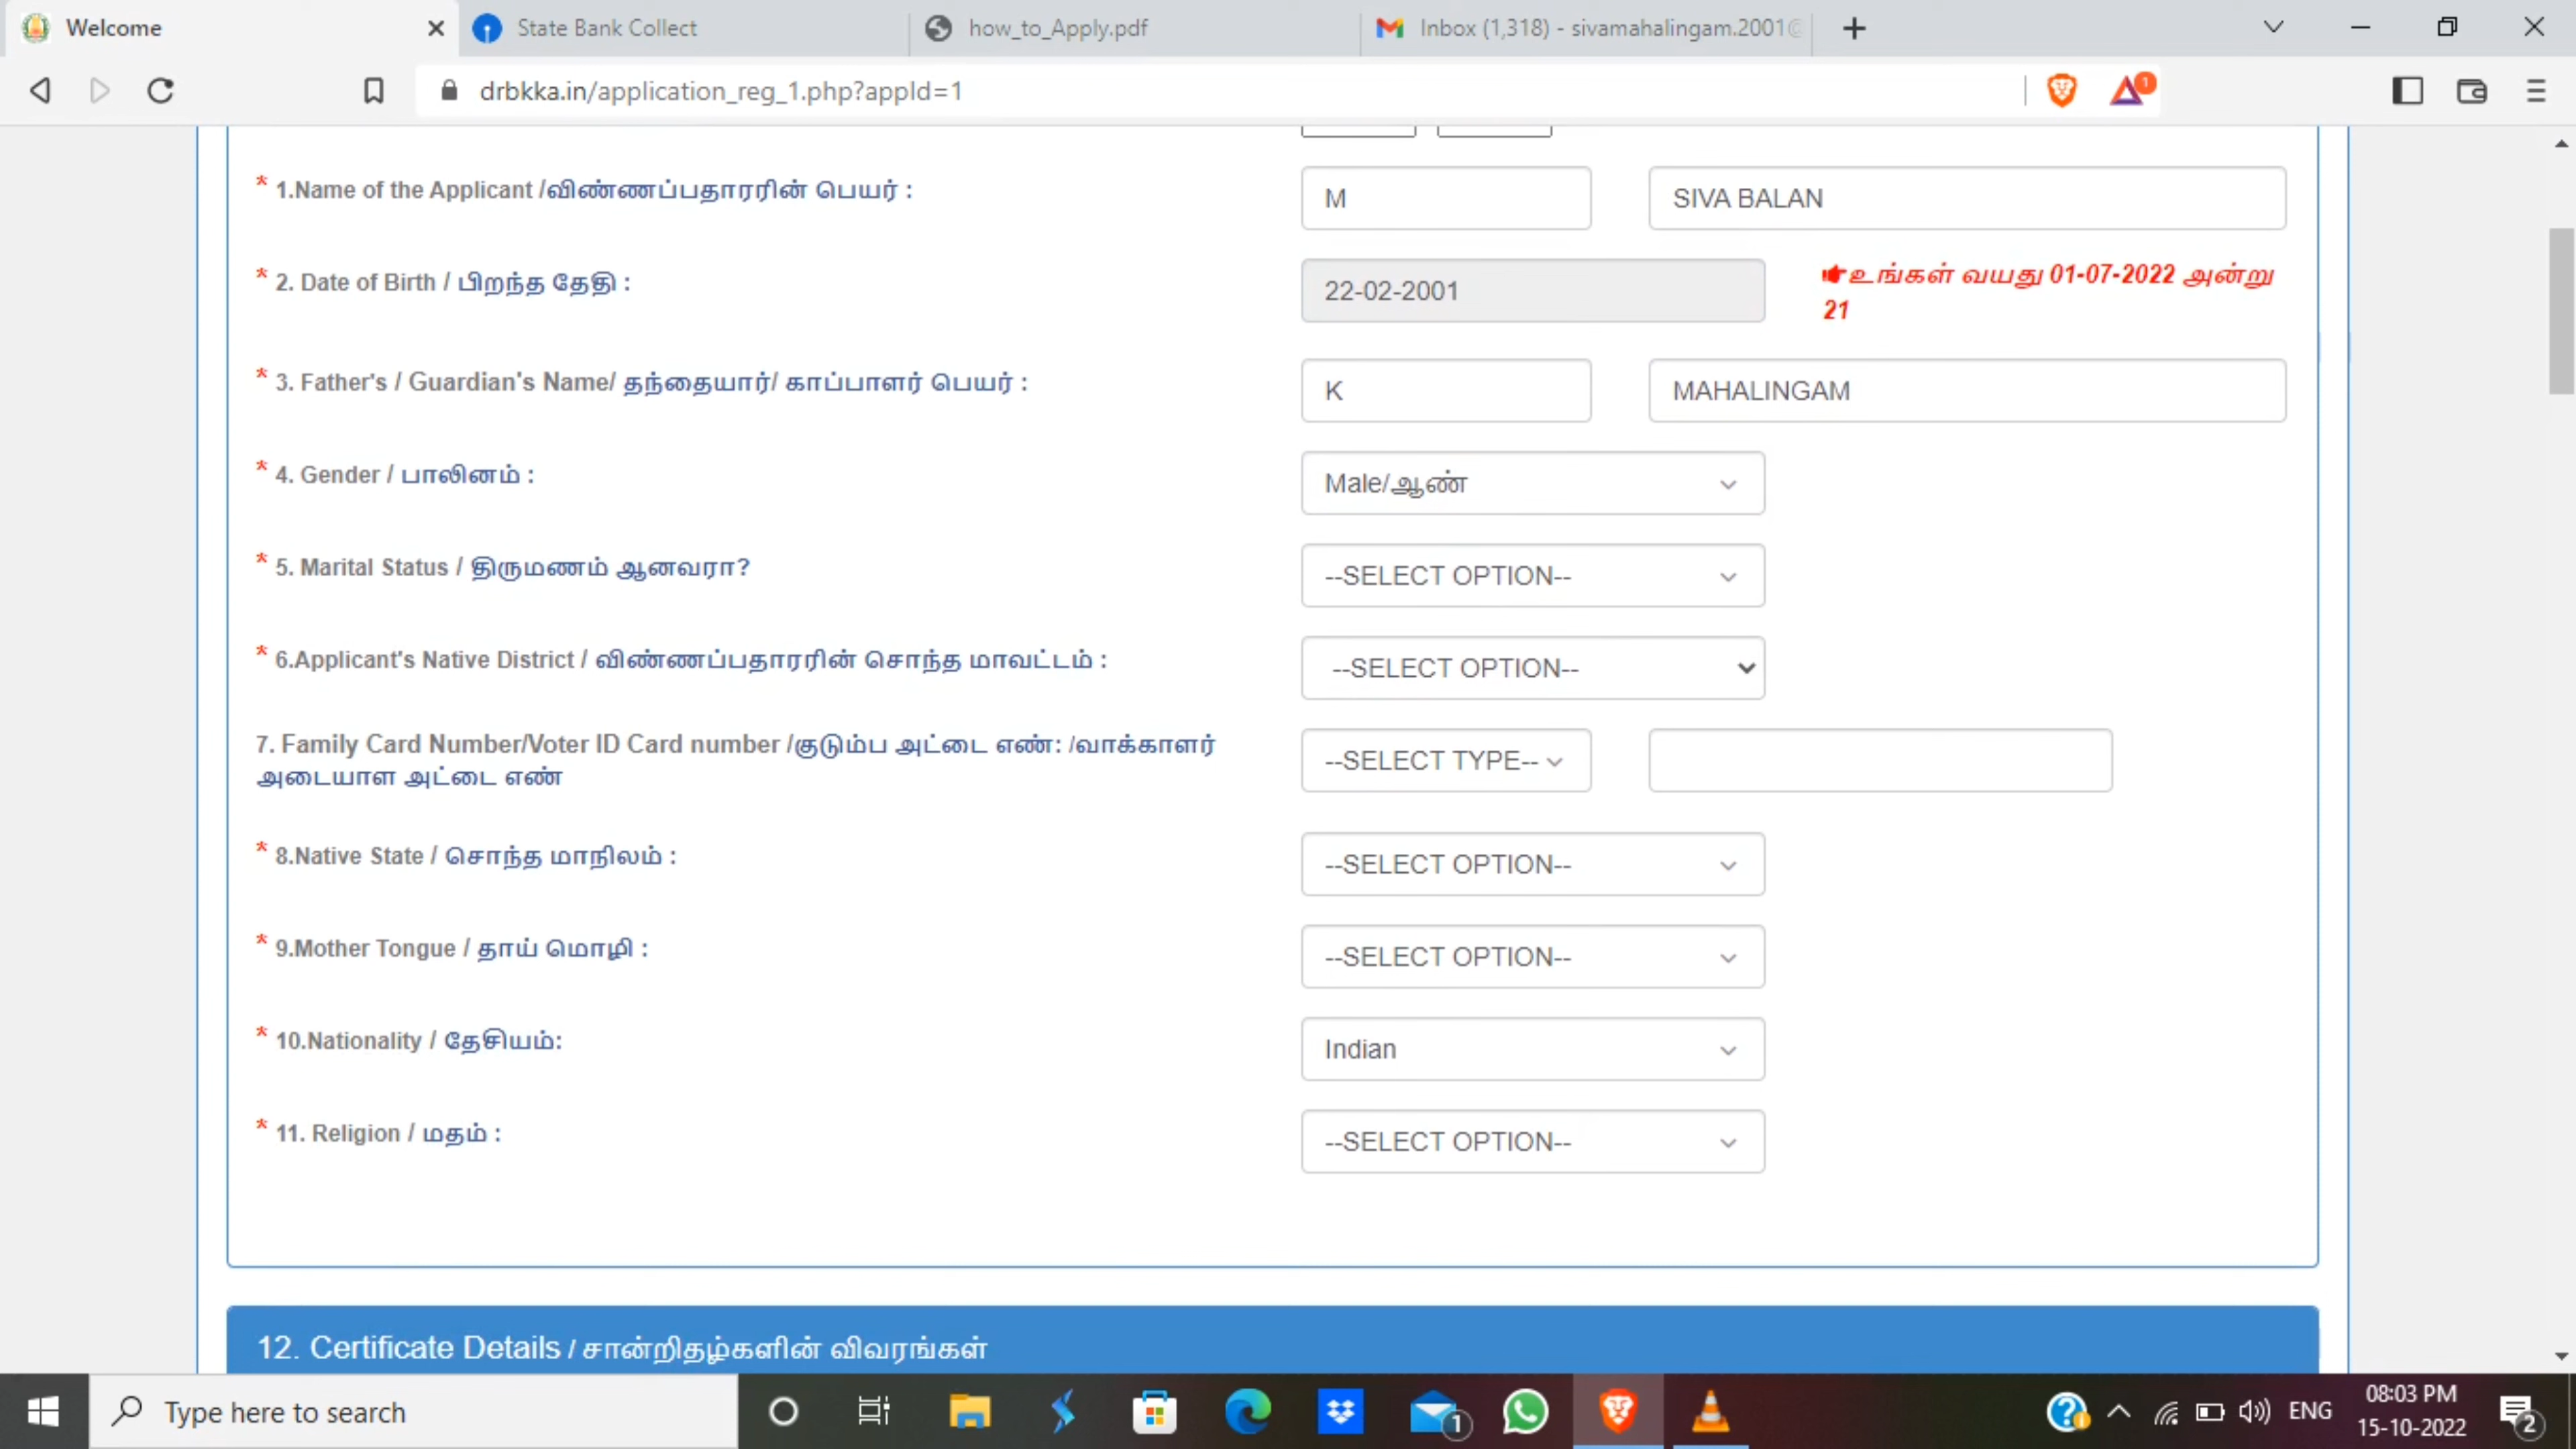 Welcome
State Bank Collect
how_to_Apply.pdf
Inbox (1,318) - sivamahalingam.2001@
drbkka.in/application_reg_1.php?appId=1
1
* 1.Name of the Applicant /விண்ணப்பதாரரின் பெயர் :
M
SIVA BALAN
* 2. Date of Birth / பிறந்த தேதி :
22-02-2001
உங்கள் வயது 01-07-2022 அன்று
21
* 3. Father's / Guardian's Name/ தந்தையார்/ காப்பாளர் பெயர் :
K
MAHALINGAM
* 4. Gender / பாலினம் :
Male/ஆண்
* 5. Marital Status / திருமணம் ஆனவரா?
--SELECT OPTION--
* 6.Applicant's Native District / விண்ணப்பதாரரின் சொந்த மாவட்டம் :
--SELECT OPTION--
7. Family Card Number/Voter ID Card number /குடும்ப அட்டை எண்: /வாக்காளர்
அடையாள அட்டை எண்
--SELECT TYPE--
* 8.Native State / சொந்த மாநிலம் :
--SELECT OPTION--
* 9.Mother Tongue / தாய் மொழி :
--SELECT OPTION--
* 10.Nationality / தேசியம்:
Indian
* 11. Religion / மதம் :
--SELECT OPTION--
12. Certificate Details / சான்றிதழ்களின் விவரங்கள்
Type here to search
1
ENG
08:03 PM
15-10-2022
2